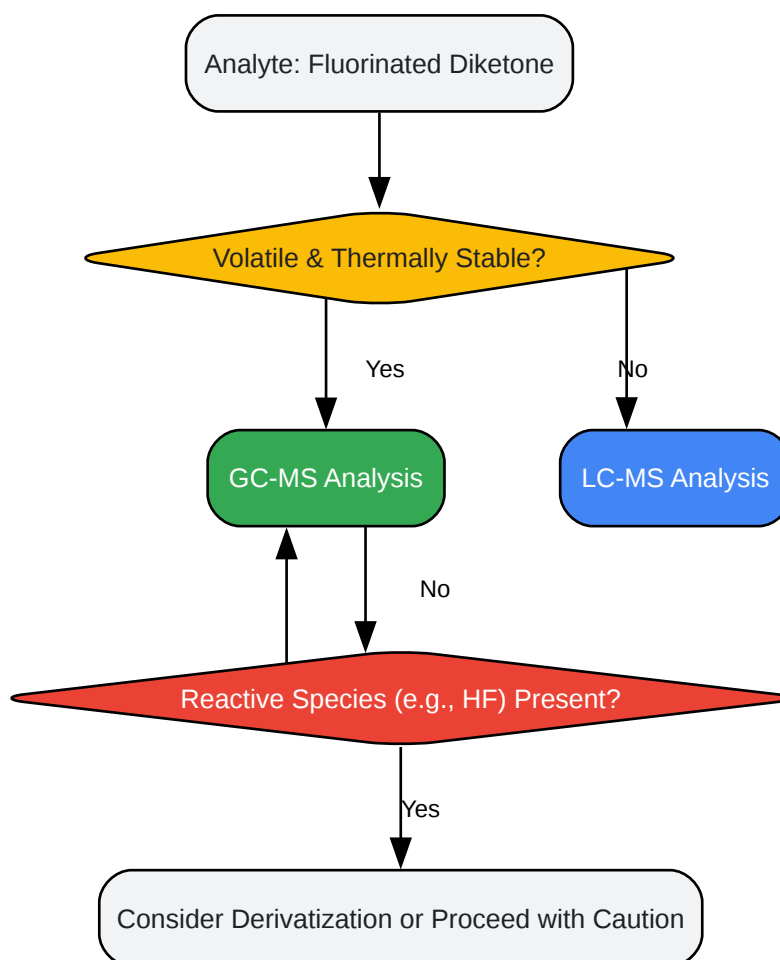 Analyte: Fluorinated Diketone
Volatile & Thermally Stable?
Yes
No
GC-MS Analysis
LC-MS Analysis
No
Reactive Species (e.g., HF) Present?
Yes
Consider Derivatization or Proceed with Caution